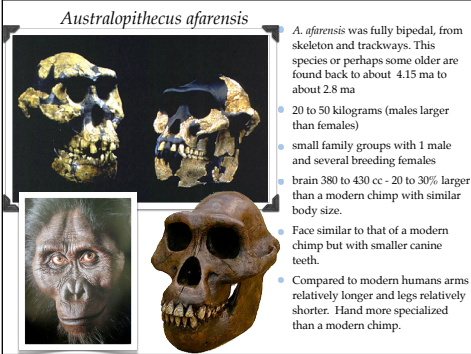 Australopithecus afarensis
A. afarensis was fully bipedal, from
skeleton and trackways. This
species or perhaps some older are
found back to about  4.15 ma to
about 2.8 ma
20 to 50 kilograms (males larger
than females)
small family groups with 1 male
and several breeding females
brain 380 to 430 cc - 20 to 30% larger
than a modern chimp with similar
body size.
Face similar to that of a modern
chimp but with smaller canine
teeth.
Compared to modern humans arms
relatively longer and legs relatively
shorter.  Hand more specialized
than a modern chimp.